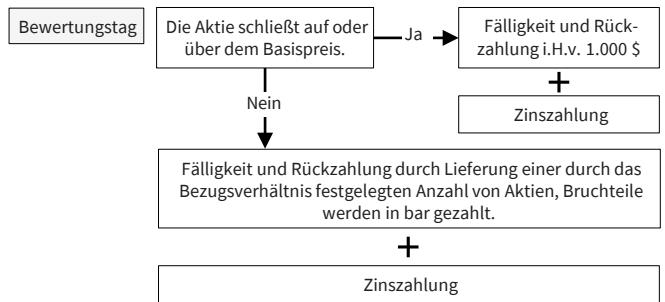 Bewertungstag
Die Aktie schließt auf oder
über dem Basispreis.
Ja
Fälligkeit und Rück-
zahlung i.H.v. 1.000 $
+
Zinszahlung
Nein
Fälligkeit und Rückzahlung durch Lieferung einer durch das
Bezugsverhältnis festgelegten Anzahl von Aktien, Bruchteile
werden in bar gezahlt.
+
Zinszahlung